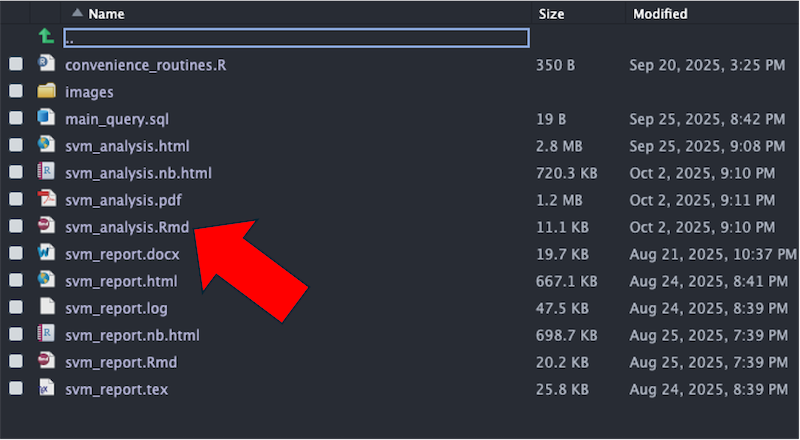 Name Size Modified
..
convenience_routines.R 350 B Sep 20, 2025, 3:25 PM
images
main_query.sql 19 B Sep 25, 2025, 8:42 PM
svm_analysis.html 2.8 MB Sep 25, 2025, 9:08 PM
svm_analysis.nb.html 720.3 KB Oct 2, 2025, 9:10 PM
svm_analysis.pdf 1.2 MB Oct 2, 2025, 9:11 PM
svm_analysis.Rmd 11.1 KB Oct 2, 2025, 9:10 PM
svm_report.docx 19.7 KB Aug 21, 2025, 10:37 PM
svm_report.html 667.1 KB Aug 24, 2025, 8:41 PM
svm_report.log 47.5 KB Aug 24, 2025, 8:39 PM
svm_report.nb.html 698.7 KB Aug 25, 2025, 7:39 PM
svm_report.Rmd 20.2 KB Aug 25, 2025, 7:39 PM
svm_report.tex 25.8 KB Aug 24, 2025, 8:39 PM